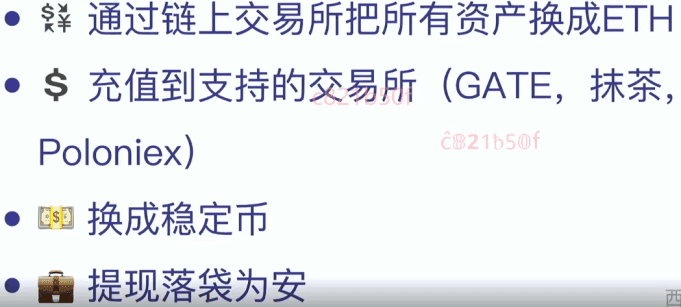 • 💱 通过链上交易所把所有资产换成ETH
• 💲 充值到支持的交易所（GATE，抹茶，
Poloniex）
c821b50f
ĉ821b50f
• 💵 换成稳定币
• 💼 提现落袋为安
西